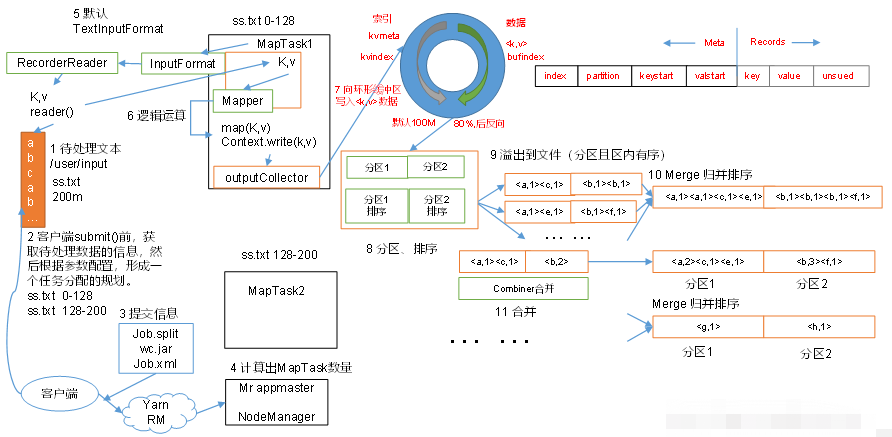 5 默认
TextInputFormat
RecorderReader
InputFormat
K,v
reader()
ss.txt 0-128
MapTask1
K,v
Mapper
6 逻辑运算
map(K,v)
Context.write(k,v)
outputCollector
1 待处理文本
/user/input
ss.txt
200m
a
b
c
a
b
...
2 客户端submit()前，获
取待处理数据的信息，然
后根据参数配置，形成一
个任务分配的规划。
ss.txt 0-128
ss.txt 128-200
3 提交信息
Job.split
wc.jar
Job.xml
客户端
Yarn
RM
4 计算出MapTask数量
Mr appmaster
NodeManager
ss.txt 128-200
MapTask2
索引
kvmeta
kvindex
数据
<k,v>
bufindex
7 向环形缓冲区
写入<k,v>数据
默认100M
80%,后反向
Meta
Records
index
partition
keystart
valstart
key
value
unsued
分区1
分区2
分区1
排序
分区2
排序
8 分区、排序
9 溢出到文件（分区且区内有序）
<a,1><c,1>
<b,1><b,1>
<a,1><e,1>
<b,1><f,1>
... ...
10 Merge 归并排序
<a,1><a,1><c,1><e,1>
<b,1><b,1><b,1><f,1>
<a,1><c,1>
<b,2>
Combiner合并
11 合并
<a,2><c,1><e,1>
<b,3><f,1>
分区1
分区2
Merge 归并排序
<g,1>
<h,1>
分区1
分区2
... ...